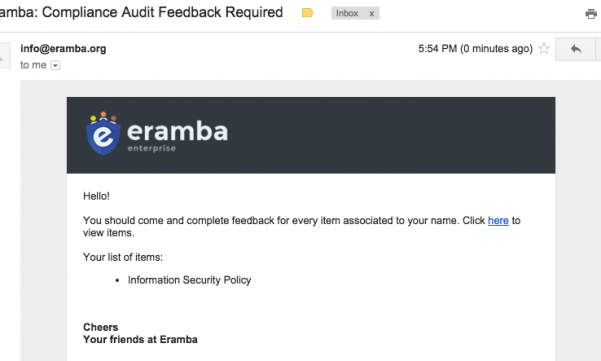 amba: Compliance Audit Feedback Required Inbox x
info@eramba.org 5:54 PM (0 minutes ago)
to me
e eramba
enterprise
Hello!
You should come and complete feedback for every item associated to your name. Click here to
view items.
Your list of items:
• Information Security Policy
Cheers
Your friends at Eramba